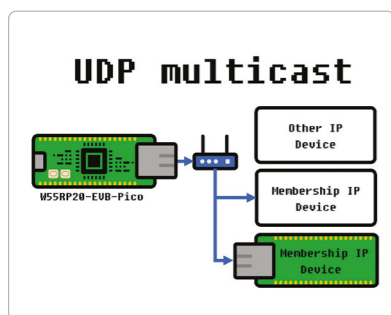 UDP multicast
Other IP
Device
W55RP20-EVB-Pico
Membership IP
Device
Membership IP
Device